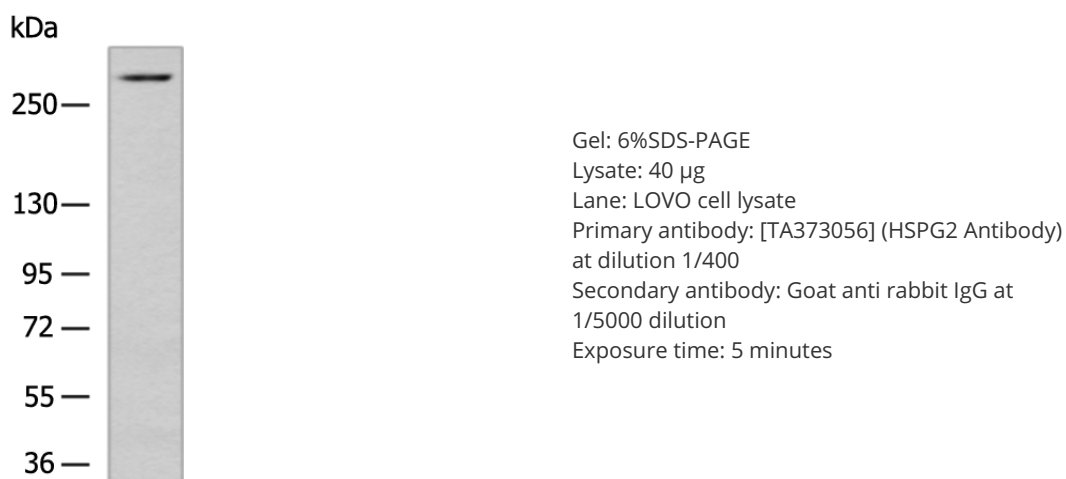 kDa
250
130
95
72
55
36
Gel: 6%SDS-PAGE
Lysate: 40 µg
Lane: LOVO cell lysate
Primary antibody: [TA373056] (HSPG2 Antibody)
at dilution 1/400
Secondary antibody: Goat anti rabbit IgG at
1/5000 dilution
Exposure time: 5 minutes